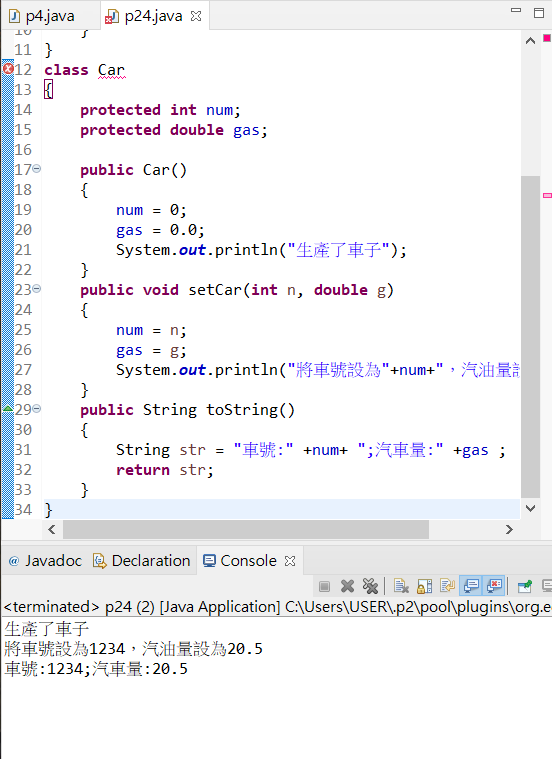 p4.java p24.java
10 }
11 }
12 class Car
13 {
14 protected int num;
15 protected double gas;
16
17 public Car()
18 {
19 num = 0;
20 gas = 0.0;
21 System.out.println("生產了車子");
22 }
23 public void setCar(int n, double g)
24 {
25 num = n;
26 gas = g;
27 System.out.println("將車號設為"+num+"，汽油量
28 }
29 public String toString()
30 {
31 String str = "車號:" +num+ ";汽車量:" +gas ;
32 return str;
33 }
34 }
@ Javadoc Declaration Console
<terminated> p24 (2) [Java Application] C:\Users\USER\.p2\pool\plugins\org.e
生產了車子
將車號設為1234，汽油量設為20.5
車號:1234;汽車量:20.5